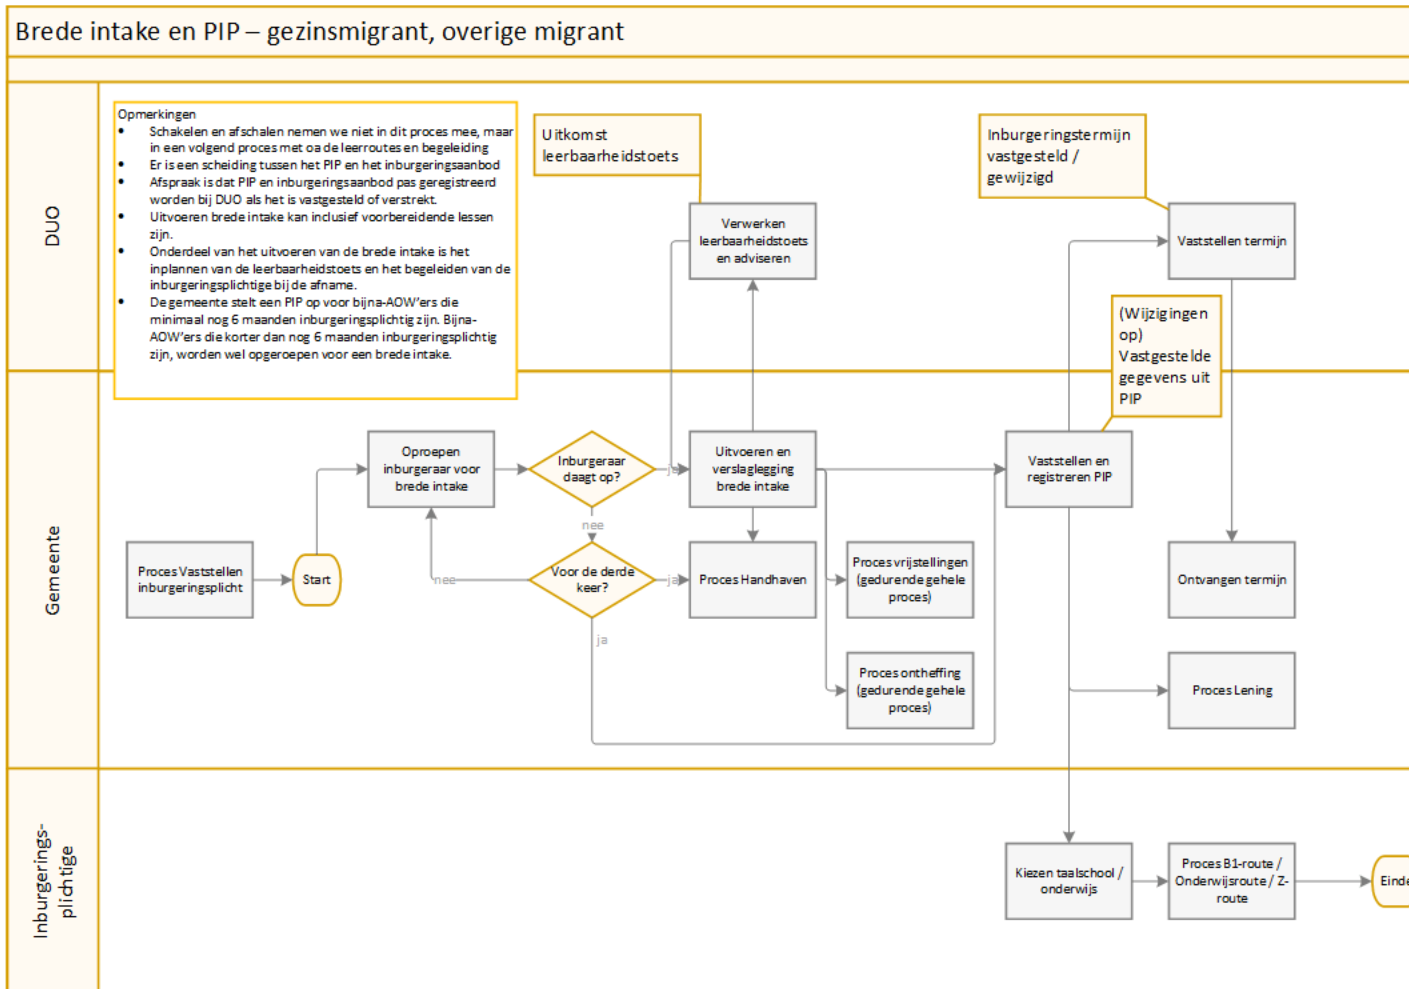 Brede intake en PIP – gezinsmigrant, overige migrant
DUO
Opmerkingen
• Schakelen en afschalen nemen we niet in dit proces mee, maar
in een volgend proces met oa de leerroutes en begeleiding
• Er is een scheiding tussen het PIP en het inburgeringsaanbod
• Afspraak is dat PIP en inburgeringsaanbod pas geregistreerd
worden bij DUO als het is vastgesteld of verstrekt.
• Uitvoeren brede intake kan inclusief voorbereidende lessen
zijn.
• Onderdeel van het uitvoeren van de brede intake is het
inplannen van de leerbaarheidstoets en het begeleiden van de
inburgeringsplichtige bij de afname.
• De gemeente stelt een PIP op voor bijna-AOW'ers die
minimaal nog 6 maanden inburgeringsplichtig zijn. Bijna-
AOW'ers die korter dan nog 6 maanden inburgeringsplichtig
zijn, worden wel opgeroepen voor een brede intake.
Uitkomst
leerbaarheidstoets
Verwerken
leerbaarheidstoets
en adviseren
Inburgeringstermijn
vastgesteld /
gewijzigd
Vaststellen termijn
(Wijzigingen
op)
Vastgestelde
gegevens uit
PIP
Gemeente
Proces Vaststellen
inburgeringsplicht
Start
Oproepen
inburgeraar voor
brede intake
Inburgeraar
daagt op?
ja
nee
Voor de derde
keer?
nee
ja
ja
Uitvoeren en
verslaglegging
brede intake
Proces Handhaven
Proces vrijstellingen
(gedurende gehele
proces)
Proces ontheffing
(gedurende gehele
proces)
Vaststellen en
registreren PIP
Ontvangen termijn
Proces Lening
Inburgerings-
plichtige
Kiezen taalschool /
onderwijs
Proces B1-route /
Onderwijsroute / Z-
route
Einde